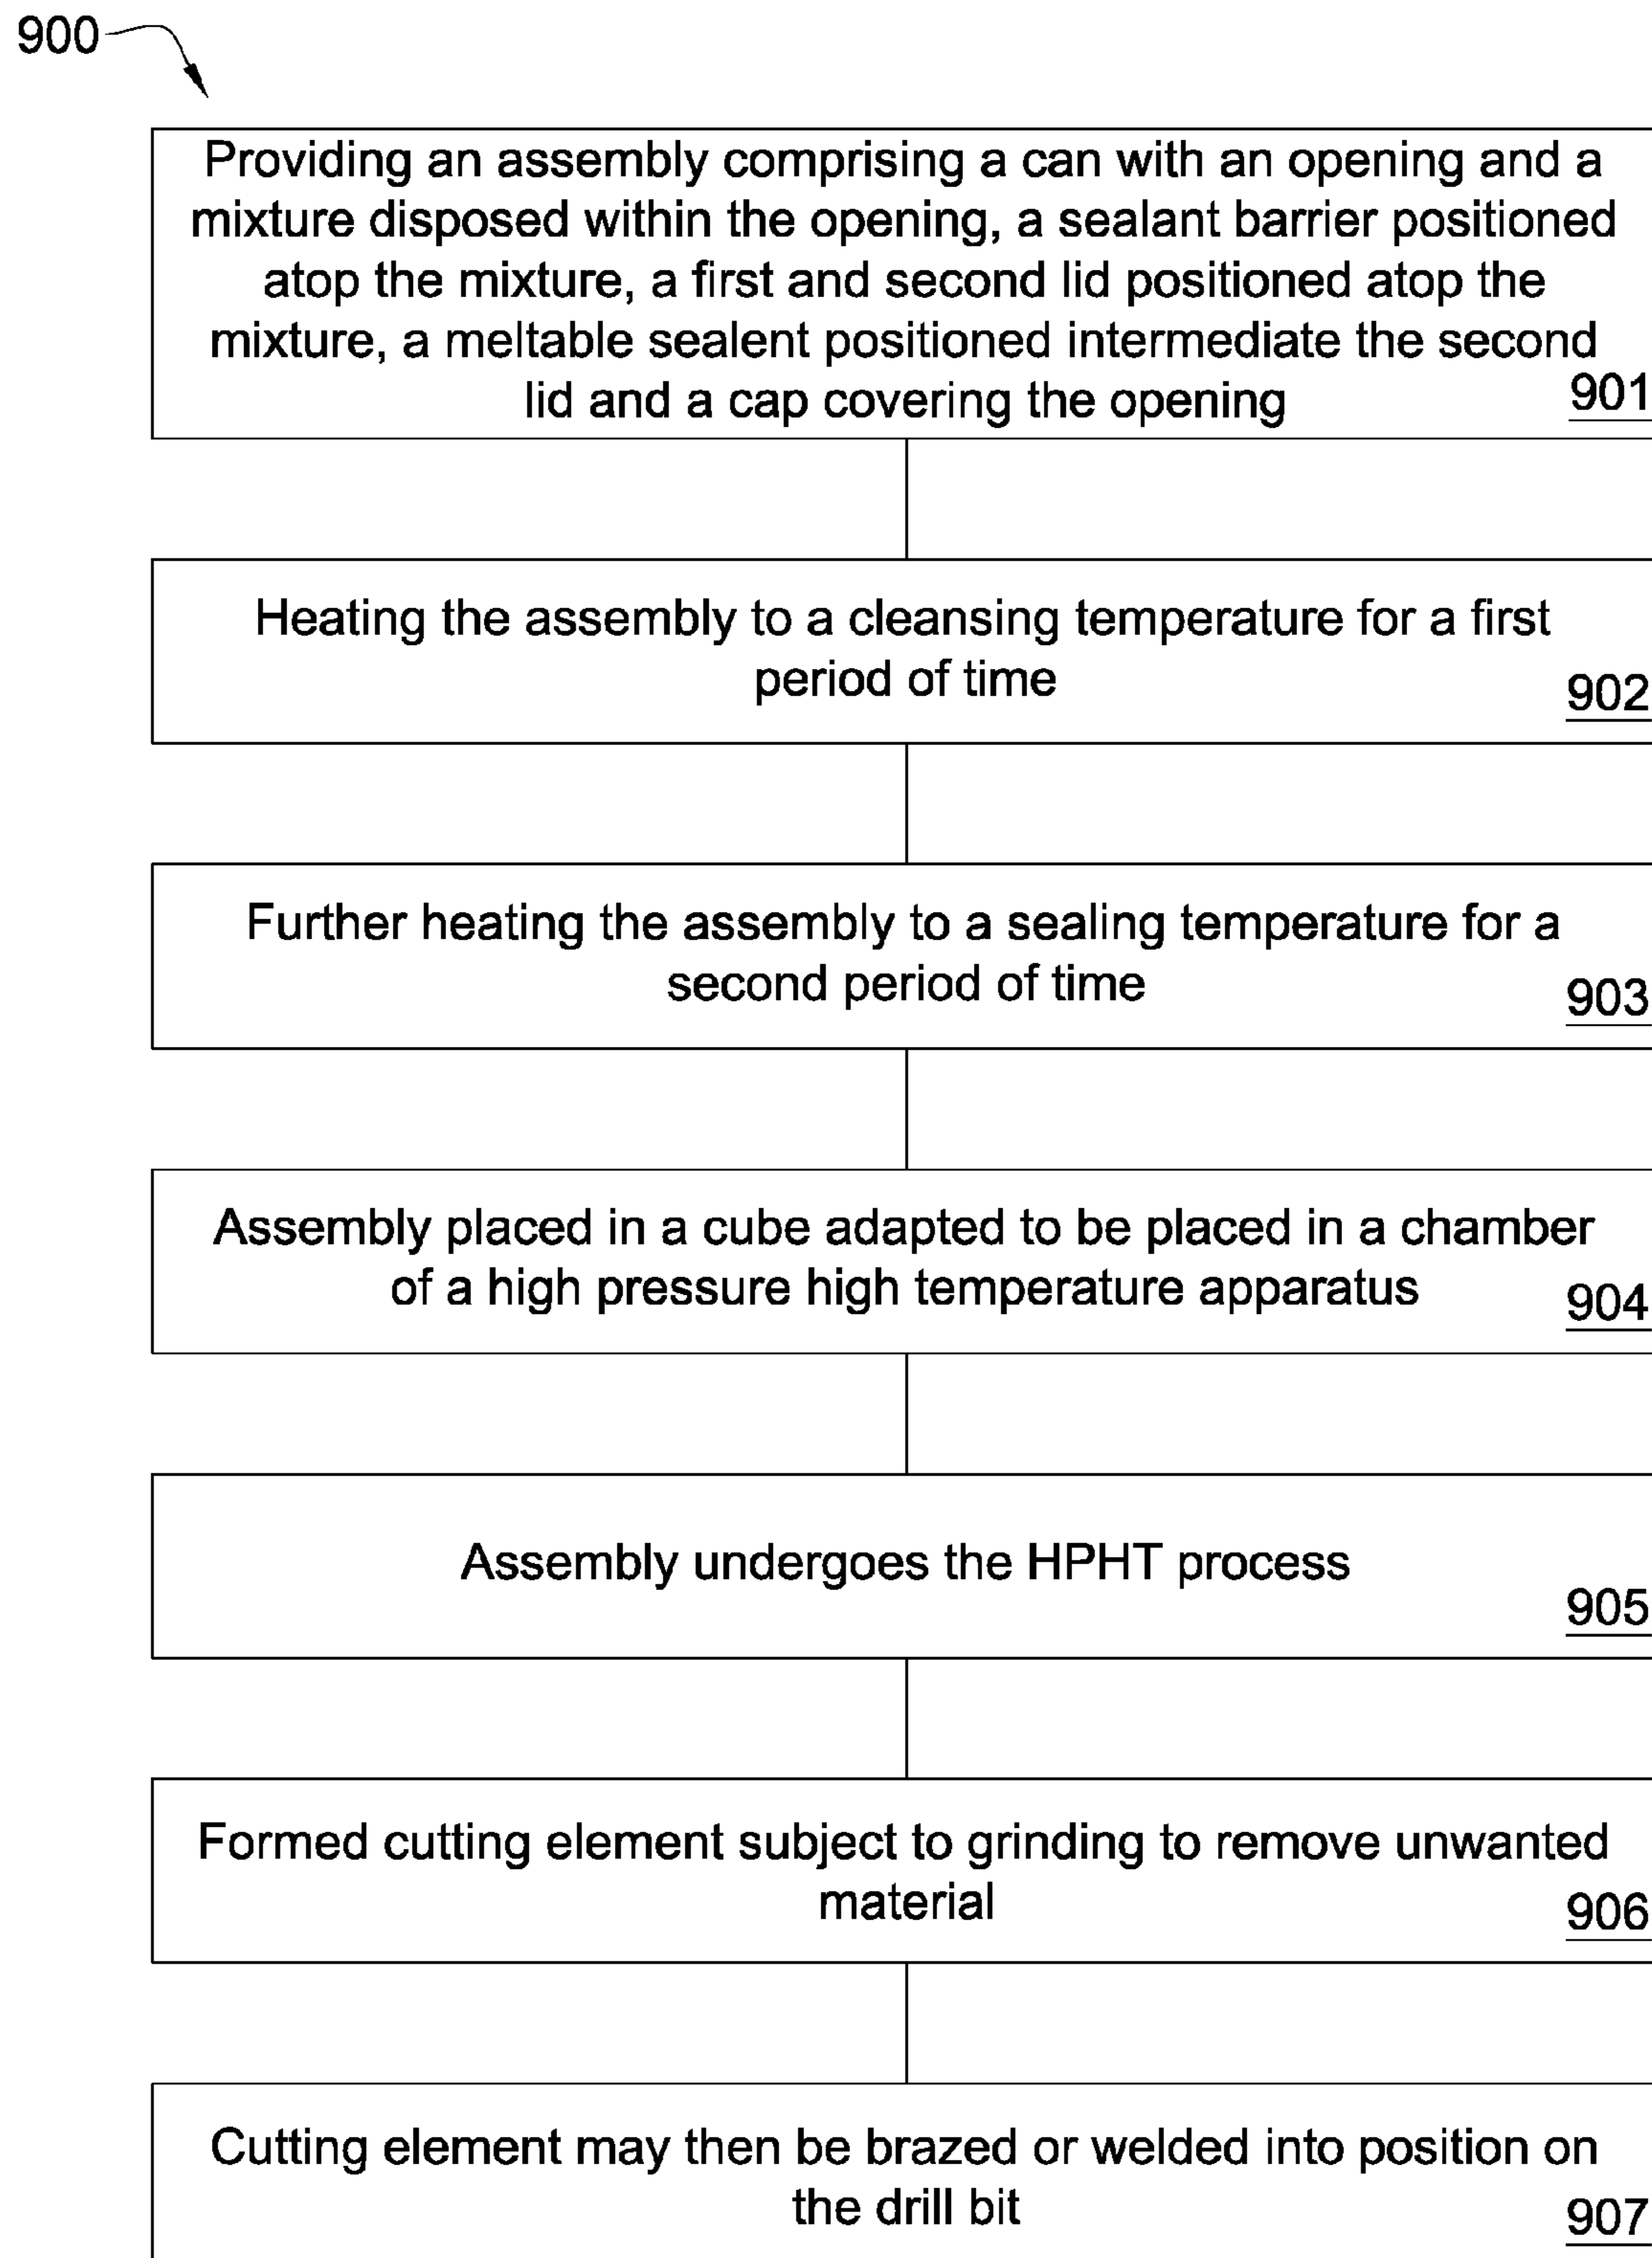 900
Providing an assembly comprising a can with an opening and a
mixture disposed within the opening, a sealant barrier positioned
atop the mixture, a first and second lid positioned atop the
mixture, a meltable sealent positioned intermediate the second
lid and a cap covering the opening
901
Heating the assembly to a cleansing temperature for a first
period of time
902
Further heating the assembly to a sealing temperature for a
second period of time
903
Assembly placed in a cube adapted to be placed in a chamber
of a high pressure high temperature apparatus
904
Assembly undergoes the HPHT process
905
Formed cutting element subject to grinding to remove unwanted
material
906
Cutting element may then be brazed or welded into position on
the drill bit
907